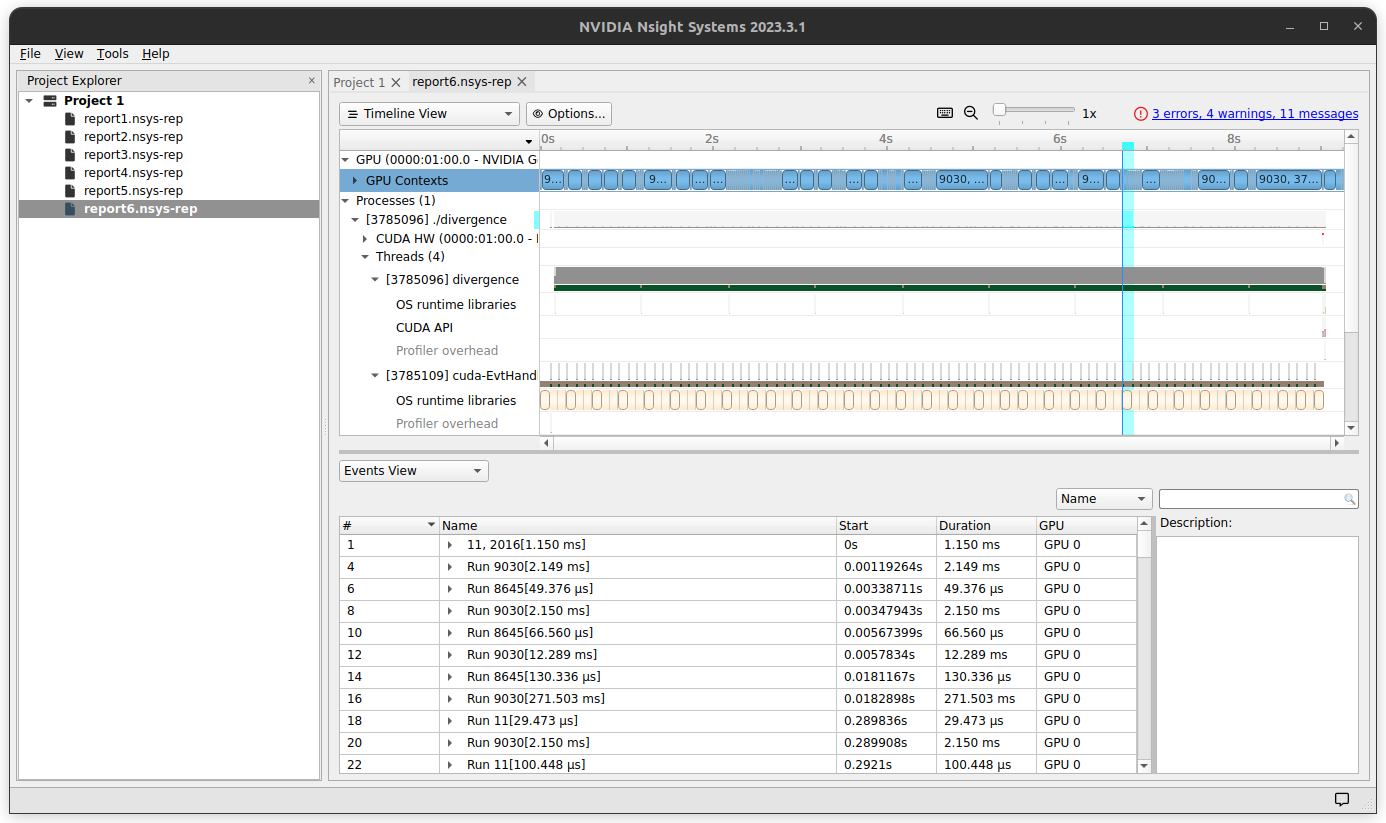 NVIDIA Nsight Systems 2023.3.1
File View Tools Help
Project Explorer
Project 1
report1.nsys-rep
report2.nsys-rep
report3.nsys-rep
report4.nsys-rep
report5.nsys-rep
report6.nsys-rep
Project 1 report6.nsys-rep
Timeline View Options... 1x 3 errors, 4 warnings, 11 messages
0s 2s 4s 6s 8s
GPU (0000:01:00.0 - NVIDIA G
GPU Contexts 9... 9... ... ... ... ... ... 9030, ... ... 9... ... 90... 9030, 37...
Processes (1)
[3785096] ./divergence
CUDA HW (0000:01:00.0 -
Threads (4)
[3785096] divergence
OS runtime libraries
CUDA API
Profiler overhead
[3785109] cuda-EvtHand
OS runtime libraries
Profiler overhead
Events View
Name
# Name Start Duration GPU Description:
1 11, 2016[1.150 ms] 0s 1.150 ms GPU 0
4 Run 9030[2.149 ms] 0.00119264s 2.149 ms GPU 0
6 Run 8645[49.376 μs] 0.00338711s 49.376 μs GPU 0
8 Run 9030[2.150 ms] 0.00347943s 2.150 ms GPU 0
10 Run 8645[66.560 μs] 0.00567399s 66.560 μs GPU 0
12 Run 9030[12.289 ms] 0.0057834s 12.289 ms GPU 0
14 Run 8645[130.336 μs] 0.0181167s 130.336 μs GPU 0
16 Run 9030[271.503 ms] 0.0182898s 271.503 ms GPU 0
18 Run 11[29.473 μs] 0.289836s 29.473 μs GPU 0
20 Run 9030[2.150 ms] 0.289908s 2.150 ms GPU 0
22 Run 11[100.448 μs] 0.2921s 100.448 μs GPU 0